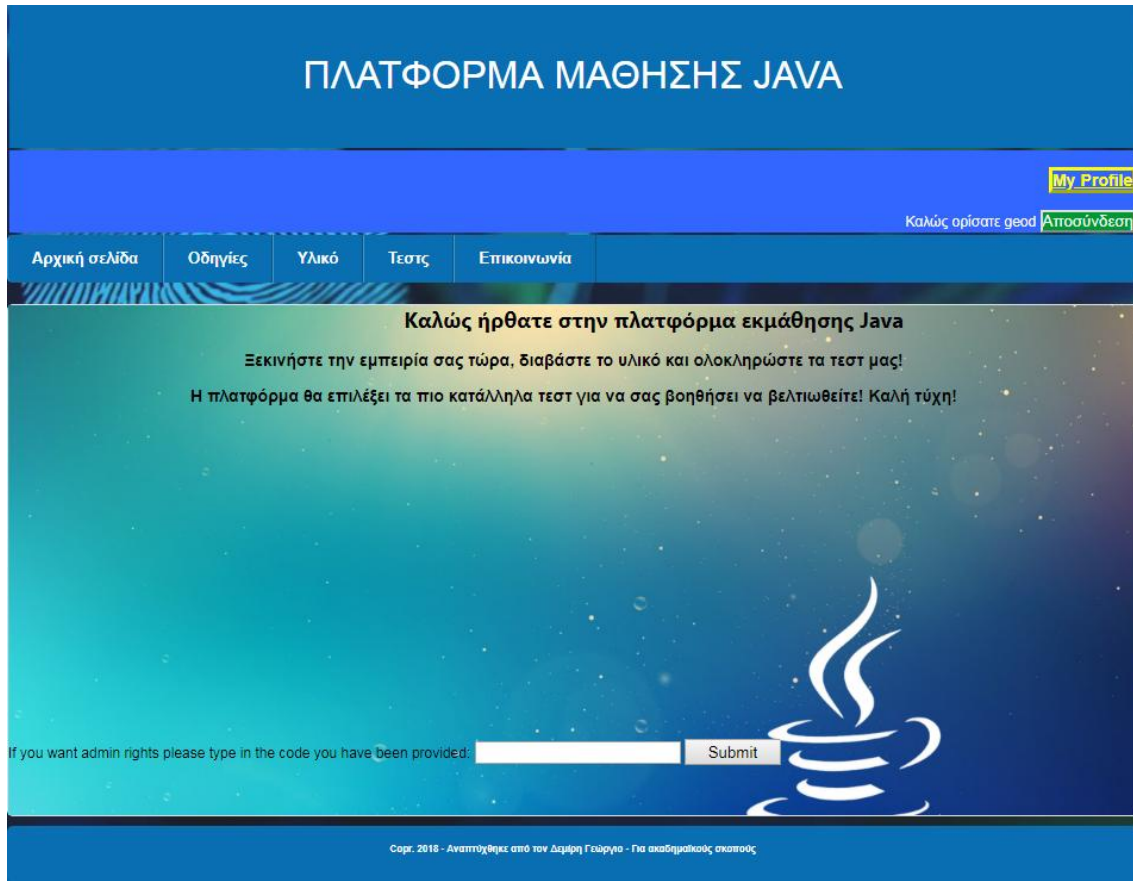 ΠΛΑΤΦΟΡΜΑ ΜΑΘΗΣΗΣ JAVA
My Profile
Καλώς ορίσατε geod Αποσύνδεση
Αρχική σελίδα Οδηγίες Υλικό Τεστς Επικοινωνία
Καλώς ήρθατε στην πλατφόρμα εκμάθησης Java
Ξεκινήστε την εμπειρία σας τώρα, διαβάστε το υλικό και ολοκληρώστε τα τεστ μας!
Η πλατφόρμα θα επιλέξει τα πιο κατάλληλα τεστ για να σας βοηθήσει να βελτιωθείτε! Καλή τύχη!
If you want admin rights please type in the code you have been provided: Submit
Copr. 2018 - Αναπτύχθηκε από τον Δεμίρη Γεώργιο - Για ακαδημαϊκούς σκοπούς